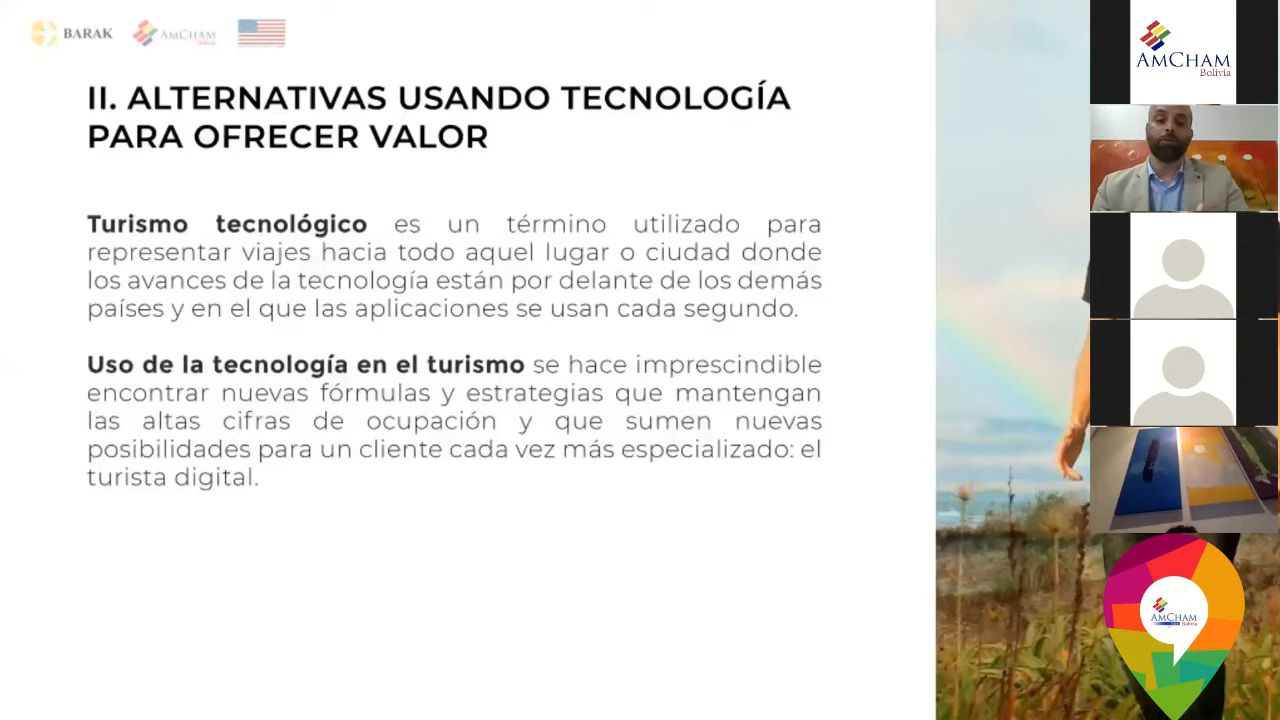 BARAK
AMCHAM
Bolivia
II. ALTERNATIVAS USANDO TECNOLOGÍA
PARA OFRECER VALOR
Turismo tecnológico es un término utilizado para
representar viajes hacia todo aquel lugar o ciudad donde
los avances de la tecnología están por delante de los demás
países y en el que las aplicaciones se usan cada segundo.
Uso de la tecnología en el turismo se hace imprescindible
encontrar nuevas fórmulas y estrategias que mantengan
las altas cifras de ocupación y que sumen nuevas
posibilidades para un cliente cada vez más especializado: el
turista digital.
AMCHAM
Bolivia
AMCHAM
Bolivia